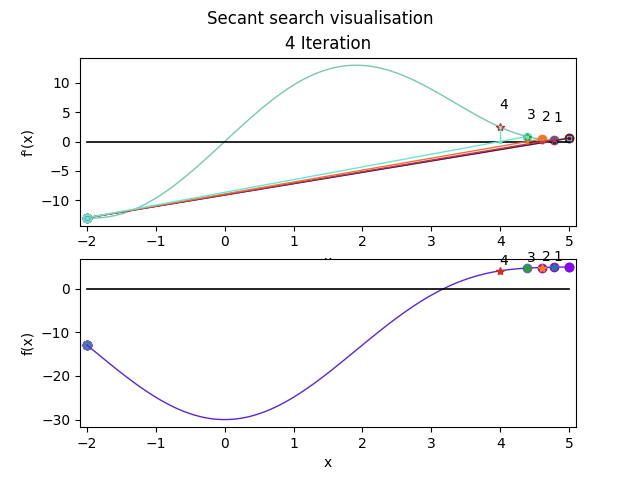 Secant search visualisation
4 Iteration
f'(x)
10
5
0
−5
−10
4
3 2 1
−2 −1 0 1 2 3 4 5
f(x)
0
−10
−20
−30
4 3 2 1
−2 −1 0 1 2 3 4 5
x